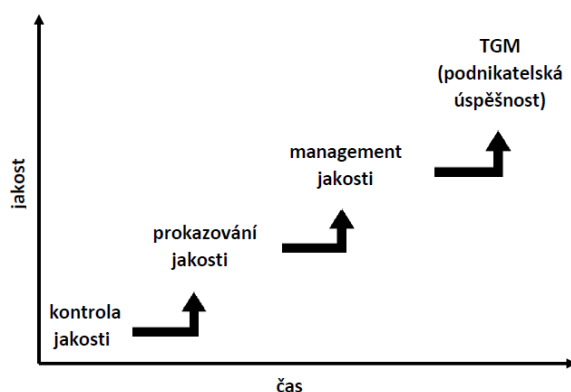 TGM
(podnikatelská
úspěšnost)
management
jakosti
prokazování
jakosti
kontrola
jakosti
jakost
čas